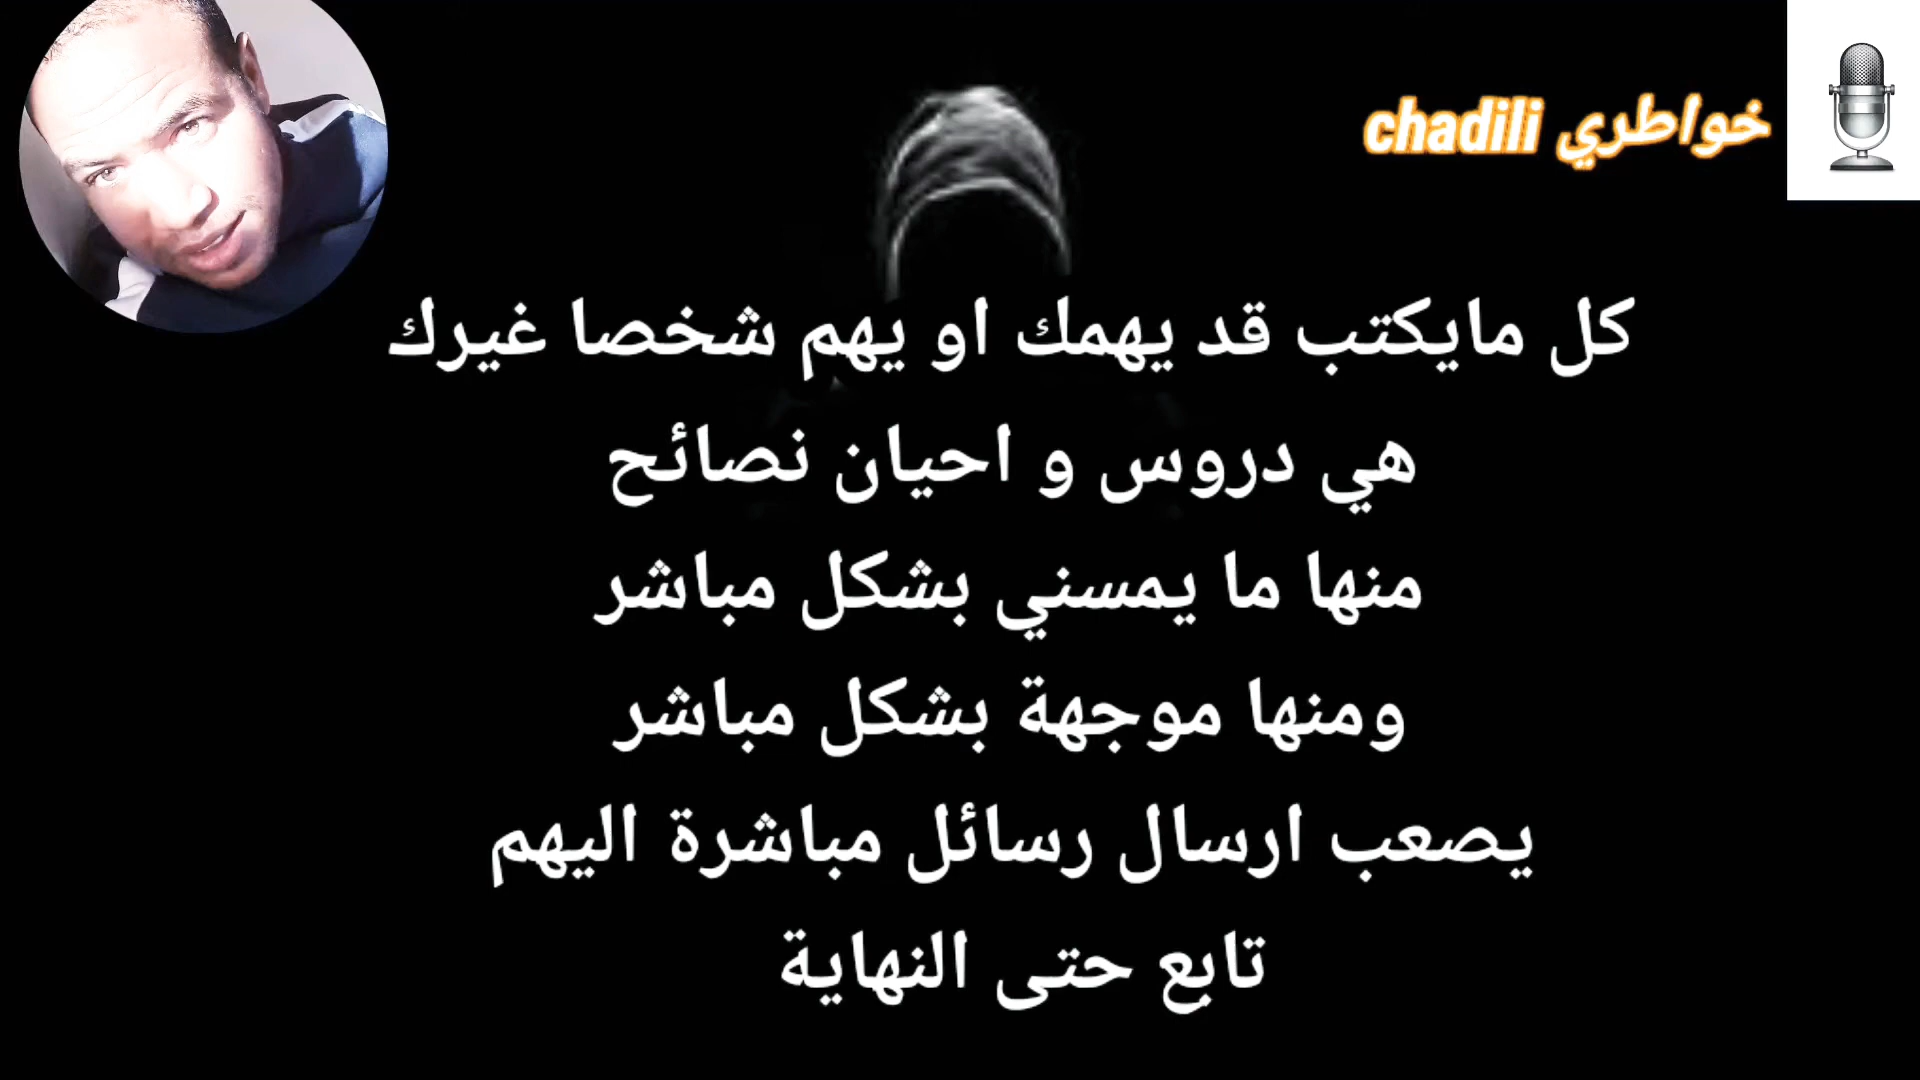 خواطري chadili
كل مايكتب قد يهمك او يهم شخصا غيرك
هي دروس و احيان نصائح
منها ما يمسني بشكل مباشر
ومنها موجهة بشكل مباشر
يصعب ارسال رسائل مباشرة اليهم
تابع حتى النهاية